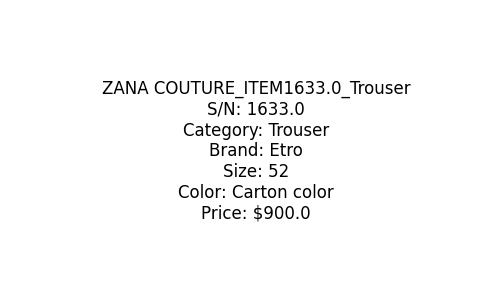 ZANA COUTURE_ITEM1633.0_Trouser
S/N: 1633.0
Category: Trouser
Brand: Etro
Size: 52
Color: Carton color
Price: $900.0